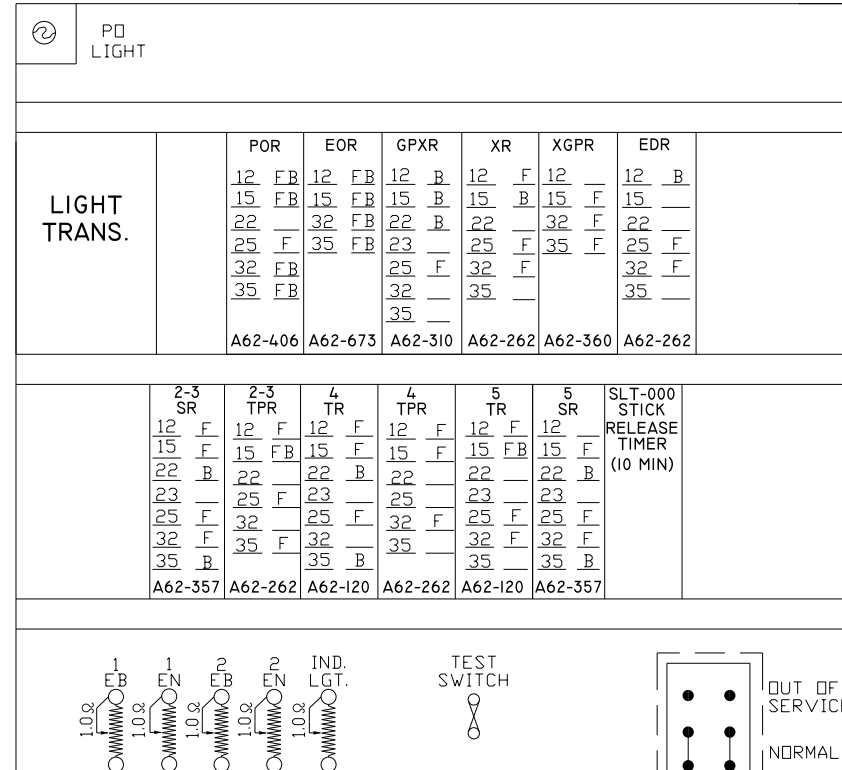 PO
LIGHT
LIGHT
TRANS.
POR EOR GPXR XR XGPR EDR
12 FB 12 FB 12 B 12 F 12 12 B
15 FB 15 FB 15 B 15 B 15 F 15
22 32 FB 22 B 22 32 F 22
25 F 35 FB 23 25 F 35 F 25 F
32 FB 25 F 32 F 32 F
35 FB 32 35 35
35
A62-406 A62-673 A62-310 A62-262 A62-360 A62-262
2-3 2-3 4 4 5 5 SLT-000
SR TPR TR TPR TR SR STICK
12 F 12 F 12 F 12 F 12 F 12 RELEASE
15 F 15 FB 15 F 15 F 15 FB 15 F TIMER
22 B 22 22 B 22 22 22 B (10 MIN)
23 25 F 23 25 23 23
25 F 32 25 F 32 F 25 F 25 F
32 F 35 F 32 35 32 F 32 F
35 B 35 B 35 35 B
A62-357 A62-262 A62-120 A62-262 A62-120 A62-357
1 1 2 2 IND. TEST
EB EN EB EN LGT. SWITCH
1.0Ω 1.0Ω 1.0Ω 1.0Ω 1.0Ω
OUT OF
SERVICE
NORMAL